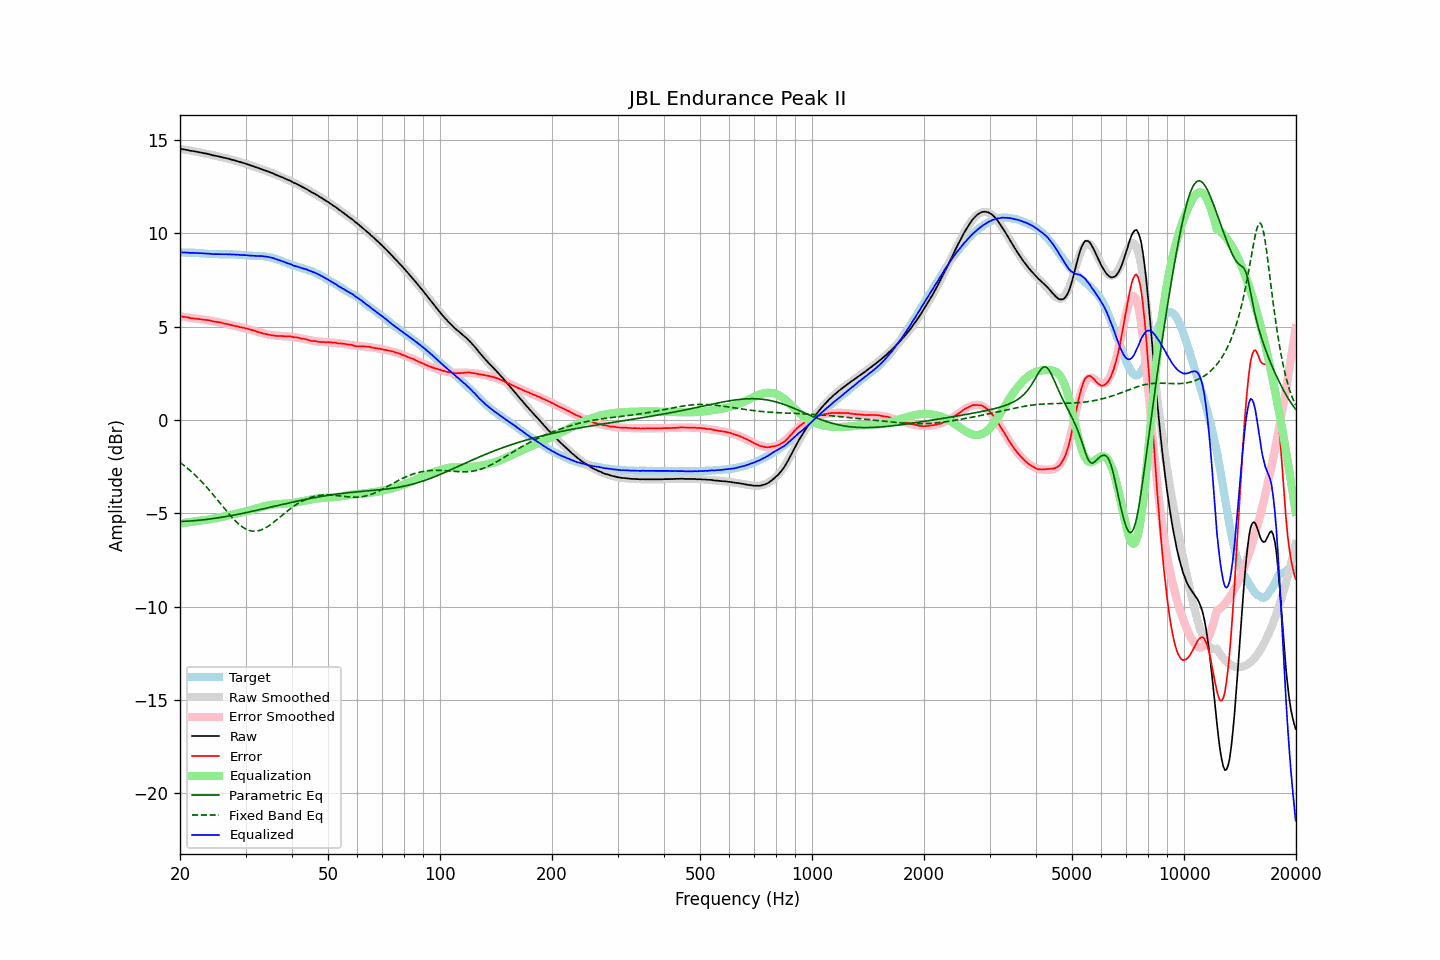 JBL Endurance Peak II
Amplitude (dBr)
15
10
5
0
−5
−10
−15
−20
Target
Raw Smoothed
Error Smoothed
Raw
Error
Equalization
Parametric Eq
Fixed Band Eq
Equalized
20 50 100 200 500 1000 2000 5000 10000 20000
Frequency (Hz)